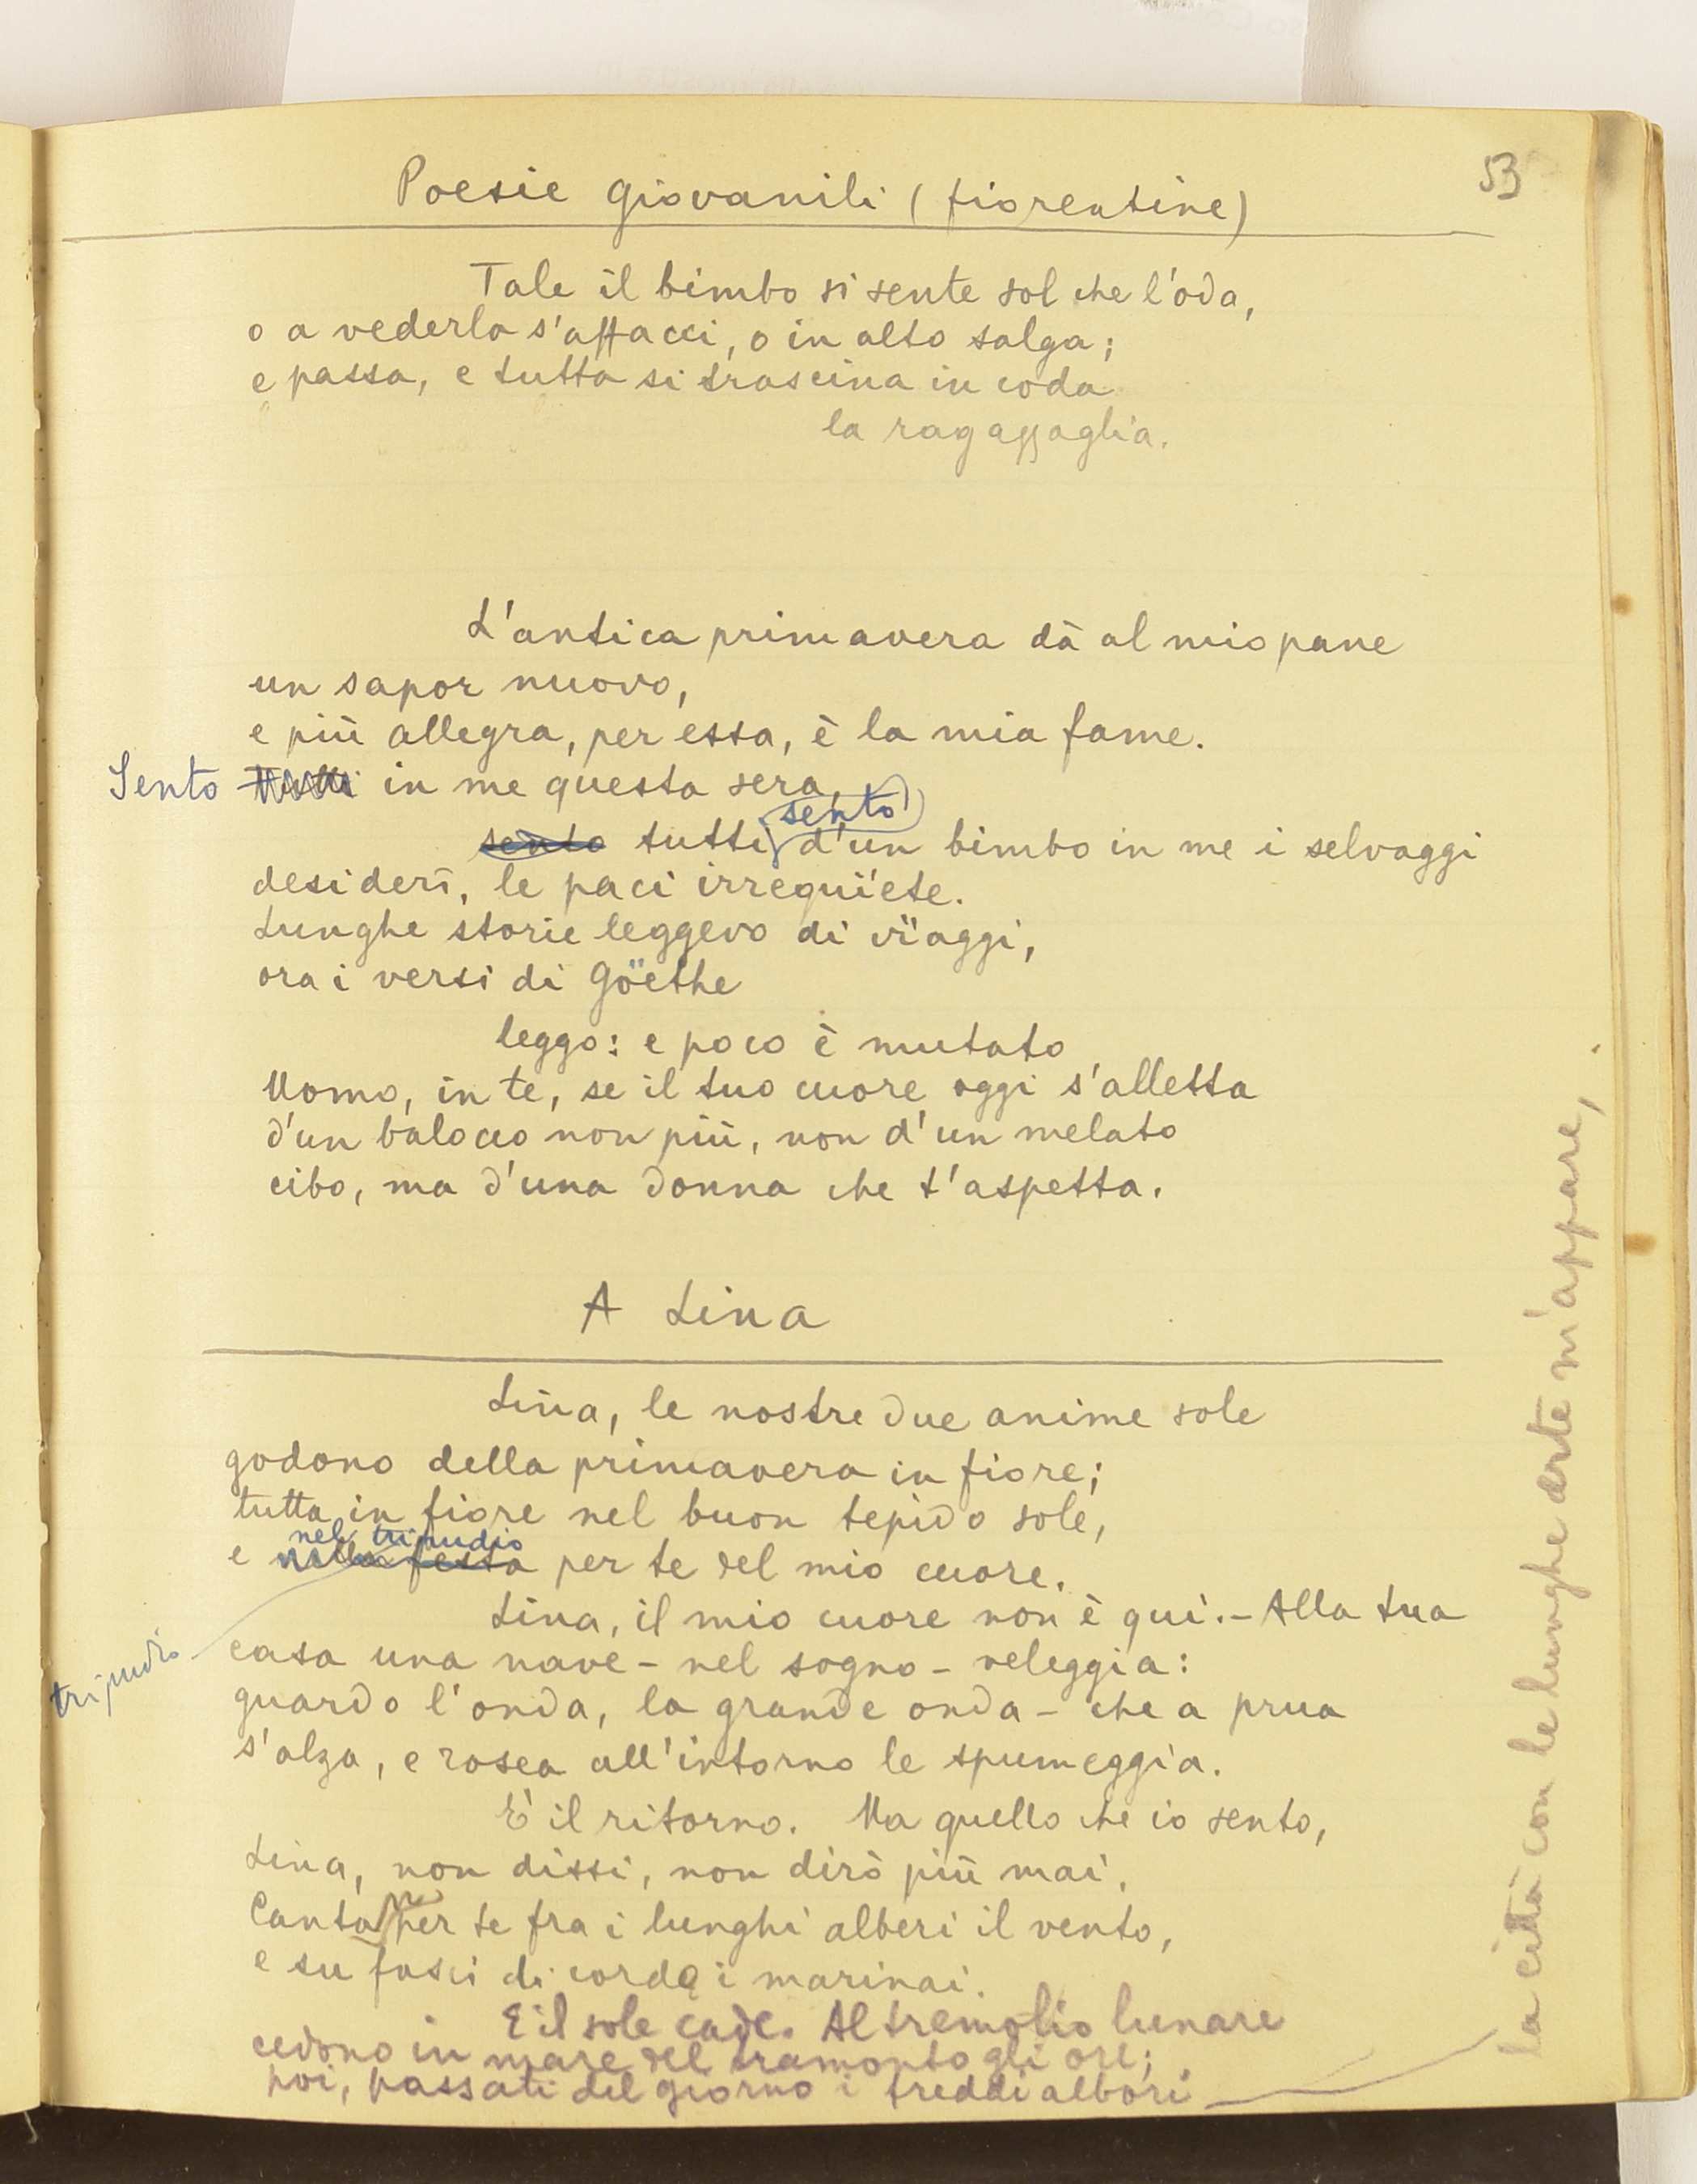 53
Poesie giovanili (fiorentine)
Tale il bimbo si sente sol che l'oda,
o a vederla s'affacci, o in alto salga;
e passa, e tutta si trascina in coda
la ragazzaglia.
L'antica primavera dà al mio pane
un sapor nuovo,
e più allegra, per essa, è la mia fame.
Sento Tutti in me questa sera,
sento
sento tutti d'un bimbo in me i selvaggi
desiderî, le paci irrequïete.
Lunghe storie leggevo di vïaggi,
ora i versi di Göethe
leggo: e poco è mutato
Uomo, in te, se il tuo cuore oggi s'alletta
d'un balocco non più, non d'un melato
cibo, ma d'una donna che t'aspetta.
A Lina
Lina, le nostre due anime sole
godono della primavera in fiore;
tutta in fiore nel buon tepido sole,
nel tripudio
e nella festa per te del mio cuore.
Lina, il mio cuore non è qui. - Alla tua
tripudio
casa una nave - nel sogno - veleggia:
guardo l'onda, la grande onda - che a prua
s'alza, e rosea all'intorno le spumeggia.
E' il ritorno. Ma quello che io sento,
Lina, non dissi, non dirò più mai.
Canta per te fra i lunghi alberi il vento,
e su fasci di corda i marinai.
E il sole cade. Al tremolio lunare
cedono in mare del tramonto gli ori;
poi, passati del giorno i freddi albori
la città con le lunghe erte m'appare,